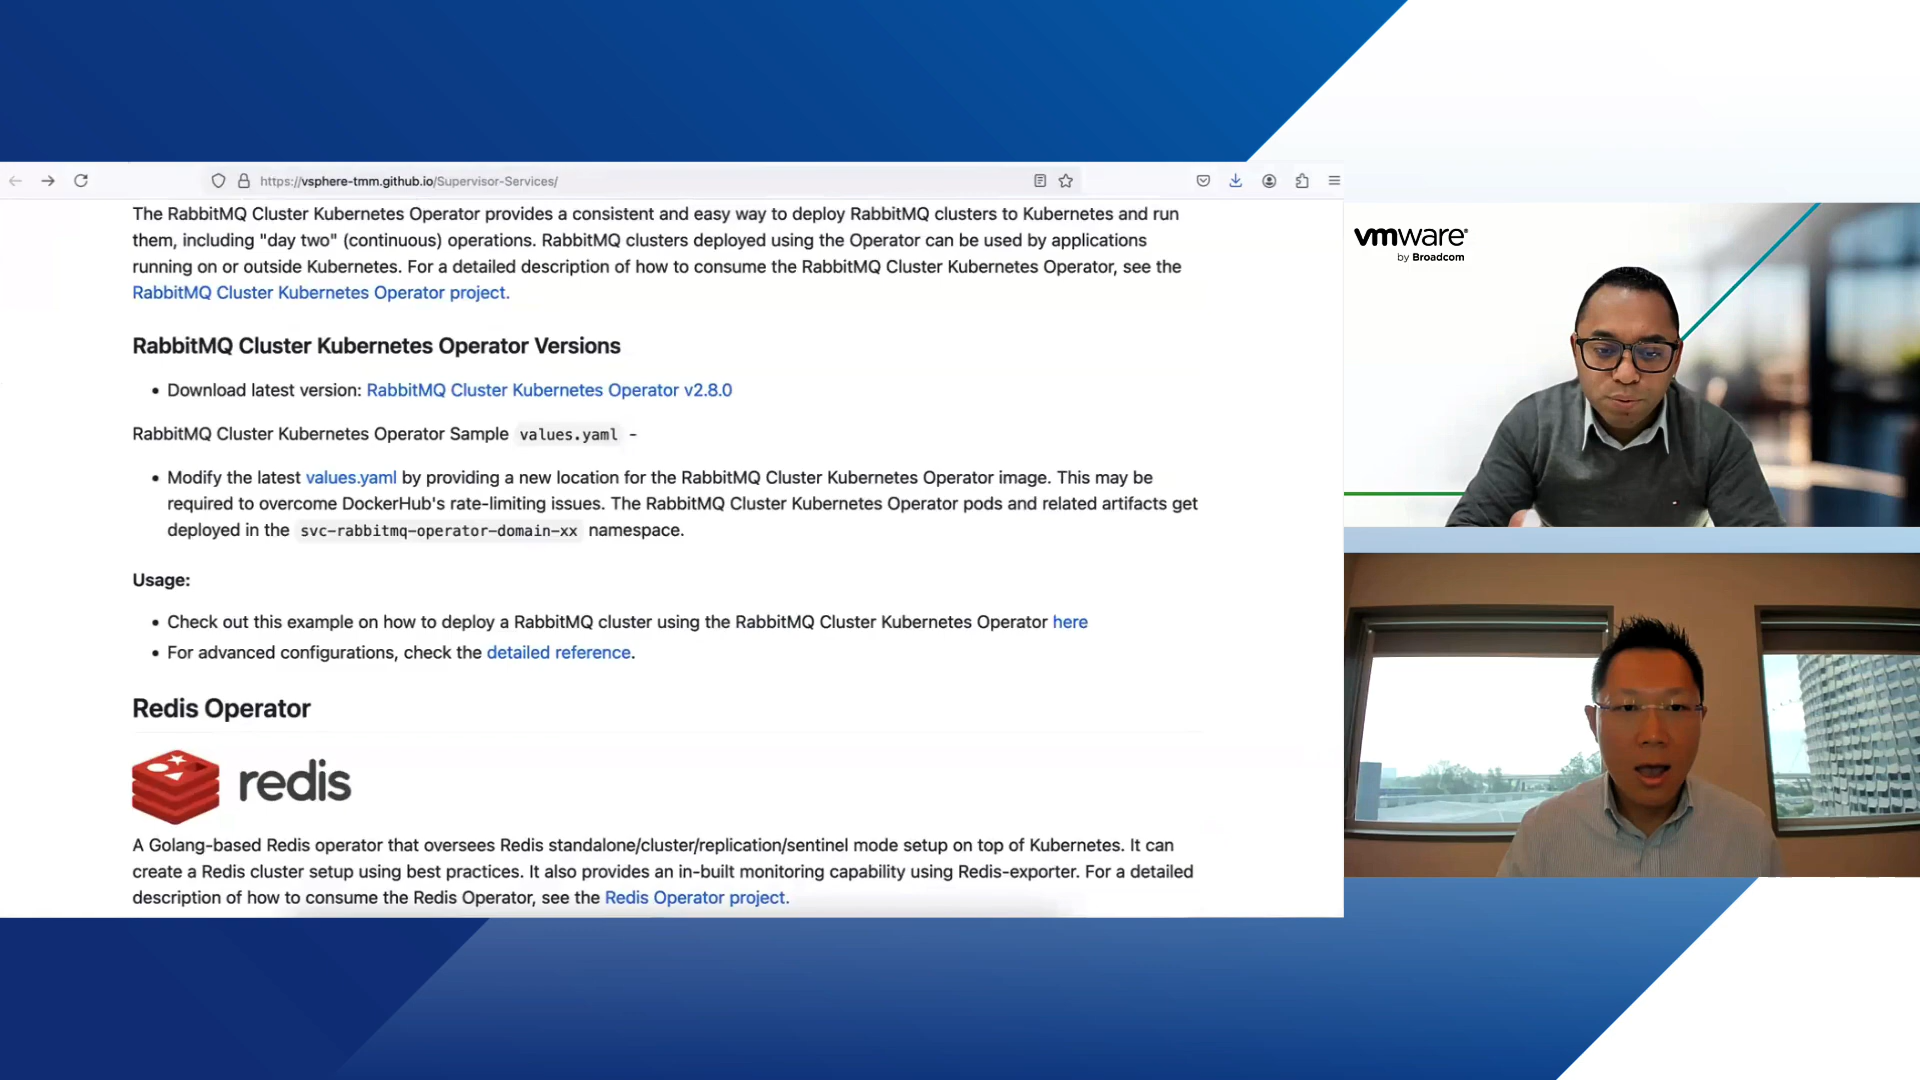 https://vsphere-tmm.github.io/Supervisor-Services/
The RabbitMQ Cluster Kubernetes Operator provides a consistent and easy way to deploy RabbitMQ clusters to Kubernetes and run
them, including "day two" (continuous) operations. RabbitMQ clusters deployed using the Operator can be used by applications
running on or outside Kubernetes. For a detailed description of how to consume the RabbitMQ Cluster Kubernetes Operator, see the
RabbitMQ Cluster Kubernetes Operator project.
RabbitMQ Cluster Kubernetes Operator Versions
• Download latest version: RabbitMQ Cluster Kubernetes Operator v2.8.0
RabbitMQ Cluster Kubernetes Operator Sample values.yaml -
• Modify the latest values.yaml by providing a new location for the RabbitMQ Cluster Kubernetes Operator image. This may be
required to overcome DockerHub's rate-limiting issues. The RabbitMQ Cluster Kubernetes Operator pods and related artifacts get
deployed in the svc-rabbitmq-operator-domain-xx namespace.
Usage:
• Check out this example on how to deploy a RabbitMQ cluster using the RabbitMQ Cluster Kubernetes Operator here
• For advanced configurations, check the detailed reference.
Redis Operator
redis
A Golang-based Redis operator that oversees Redis standalone/cluster/replication/sentinel mode setup on top of Kubernetes. It can
create a Redis cluster setup using best practices. It also provides an in-built monitoring capability using Redis-exporter. For a detailed
description of how to consume the Redis Operator, see the Redis Operator project.
vmware®
by Broadcom